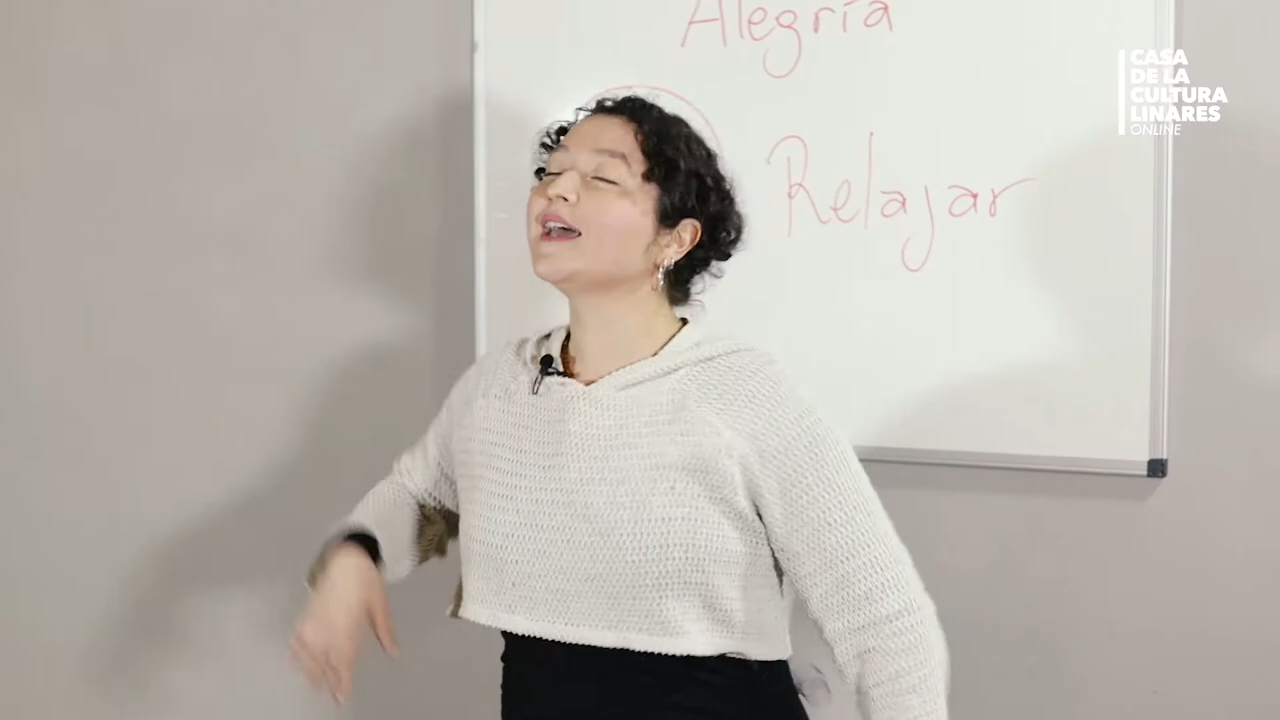 Alegría
Relajar
CASA
DE LA
CULTURA
LINARES
ONLINE